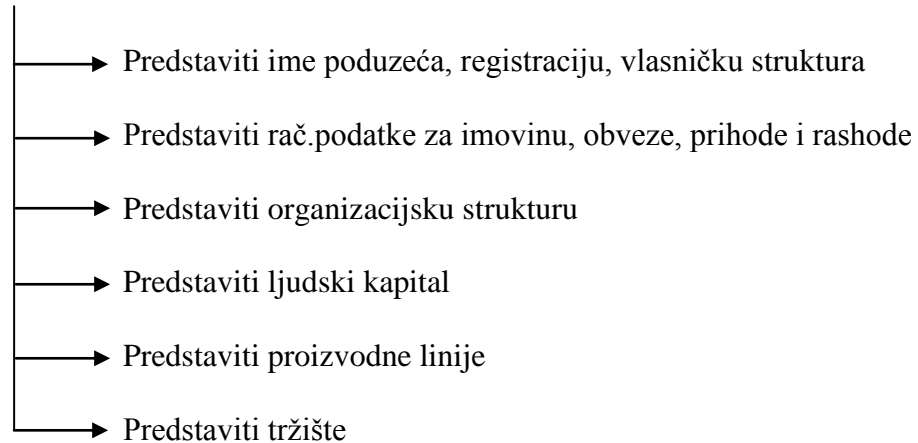 Predstaviti ime poduzeća, registraciju, vlasničku struktura
Predstaviti rač.podatke za imovinu, obveze, prihode i rashode
Predstaviti organizacijsku strukturu
Predstaviti ljudski kapital
Predstaviti proizvodne linije
Predstaviti tržište